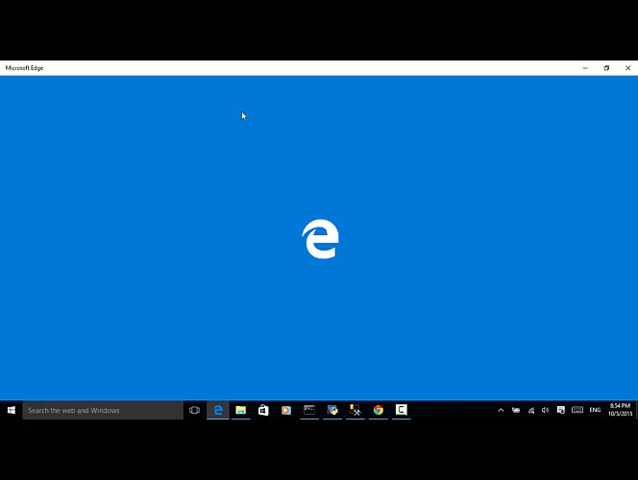 Microsoft Edge
Search the web and Windows
ENG
8:54 PM
10/5/2015